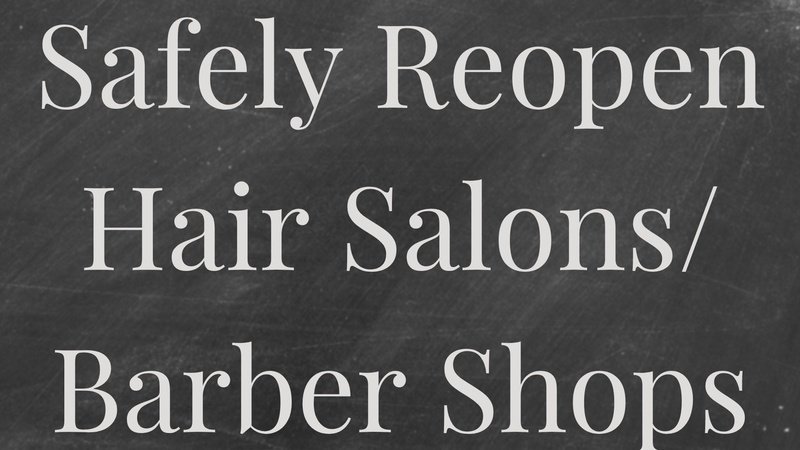 Safely Reopen
Hair Salons/
Barber Shops